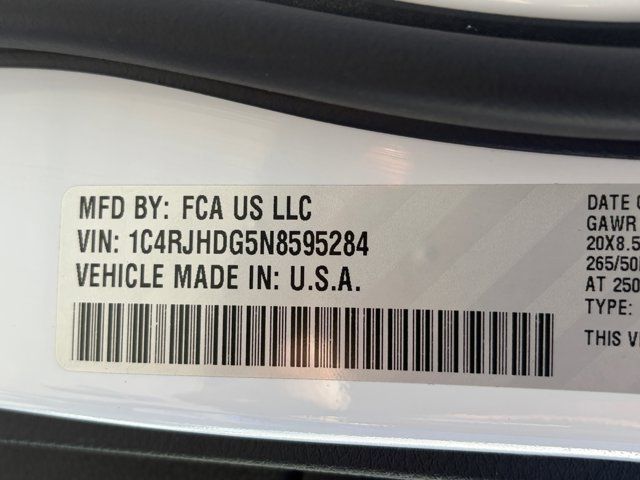 MFD BY: FCA US LLC
VIN: 1C4RJHDG5N8595284
VEHICLE MADE IN: U.S.A.
DATE
GAWR
20X8.5
265/50
AT 250
TYPE:
THIS